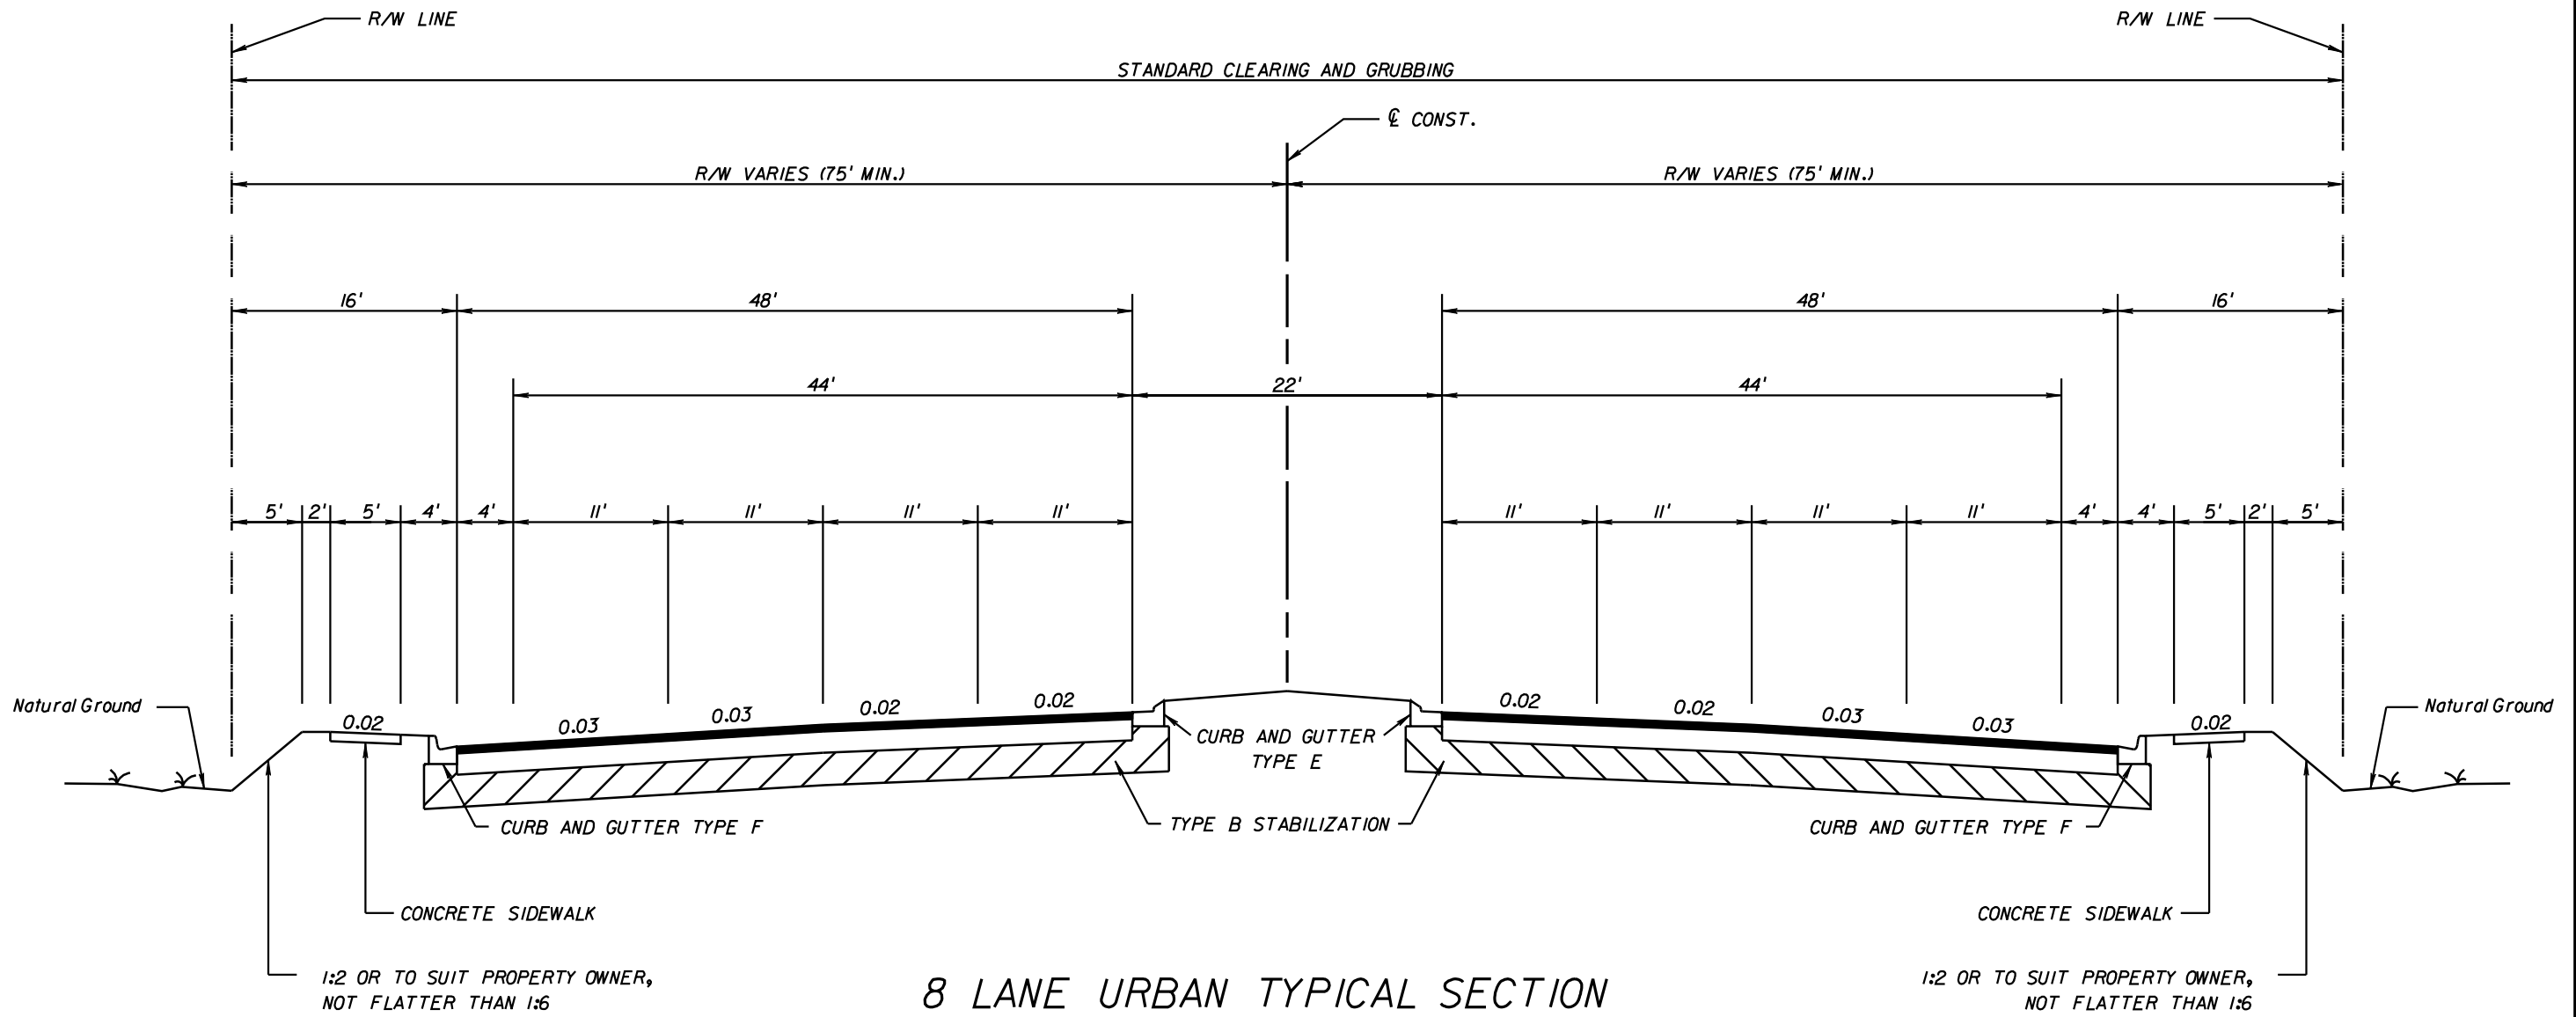 R/W LINE
R/W LINE
STANDARD CLEARING AND GRUBBING
℄ CONST.
R/W VARIES (75' MIN.)
R/W VARIES (75' MIN.)
16'
48'
48'
16'
44'
22'
44'
5'
2'
5'
4'
4'
11'
11'
11'
11'
11'
11'
11'
11'
4'
4'
5'
2'
5'
Natural Ground
0.02
0.03
0.03
0.02
0.02
0.02
0.02
0.03
0.03
0.02
Natural Ground
CURB AND GUTTER
TYPE E
CURB AND GUTTER TYPE F
TYPE B STABILIZATION
CURB AND GUTTER TYPE F
CONCRETE SIDEWALK
CONCRETE SIDEWALK
1:2 OR TO SUIT PROPERTY OWNER,
NOT FLATTER THAN 1:6
8 LANE URBAN TYPICAL SECTION
1:2 OR TO SUIT PROPERTY OWNER,
NOT FLATTER THAN 1:6